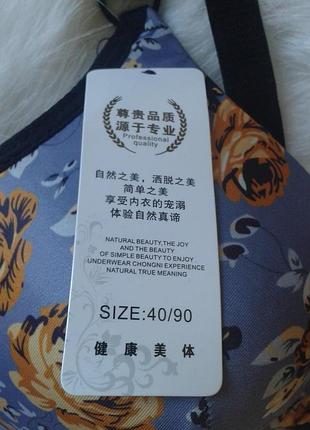 尊贵品质
源于专业
Professional
quality
自然之美，洒脱之美
简单之美
享受内衣的宠溺
体验自然真谛
NATURAL BEAUTY,THE JOY
AND THE BEAUTY
OF SIMPLE BEAUTY TO ENJOY
UNDERWEAR CHONGNI EXPERIENCE
NATURAL TRUE MEANING
SIZE:40/90
健康美体